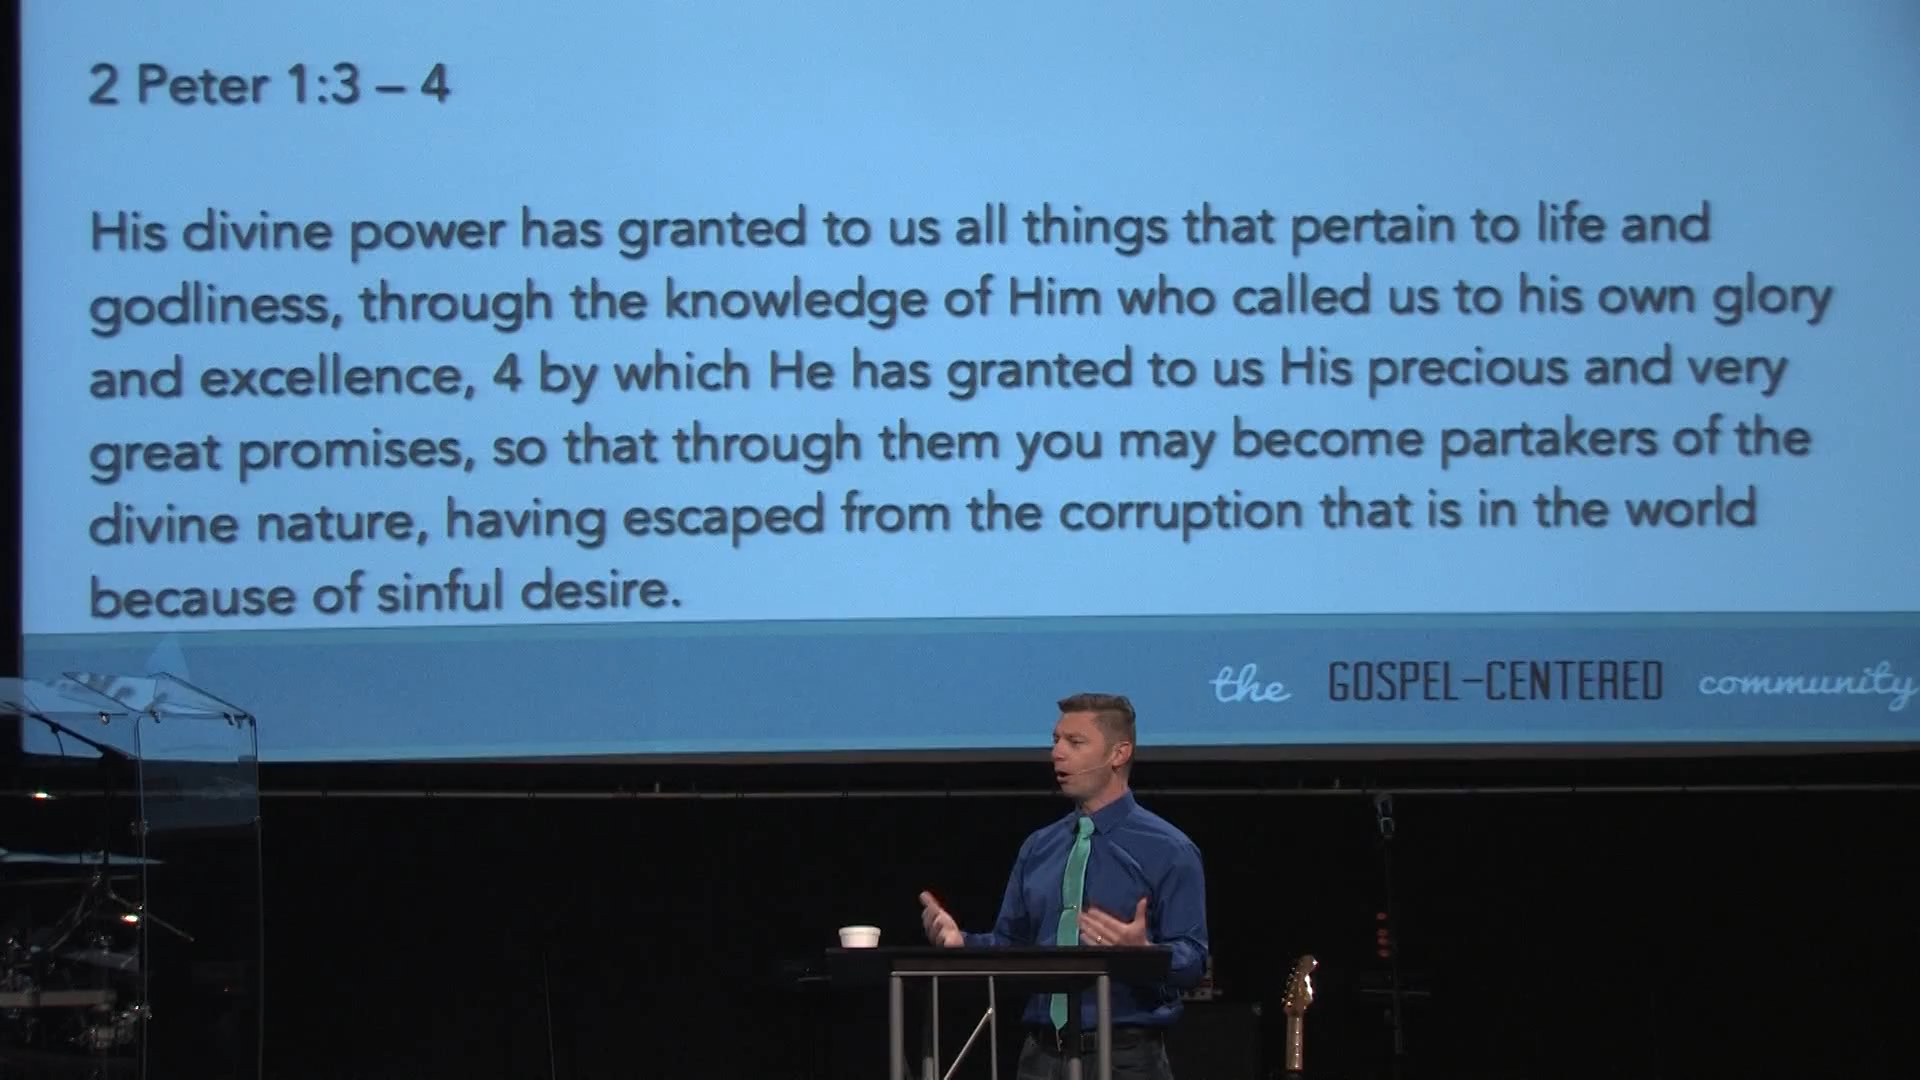 2 Peter 1:3 – 4
His divine power has granted to us all things that pertain to life and
godliness, through the knowledge of Him who called us to his own glory
and excellence, 4 by which He has granted to us His precious and very
great promises, so that through them you may become partakers of the
divine nature, having escaped from the corruption that is in the world
because of sinful desire.
the GOSPEL-CENTERED community